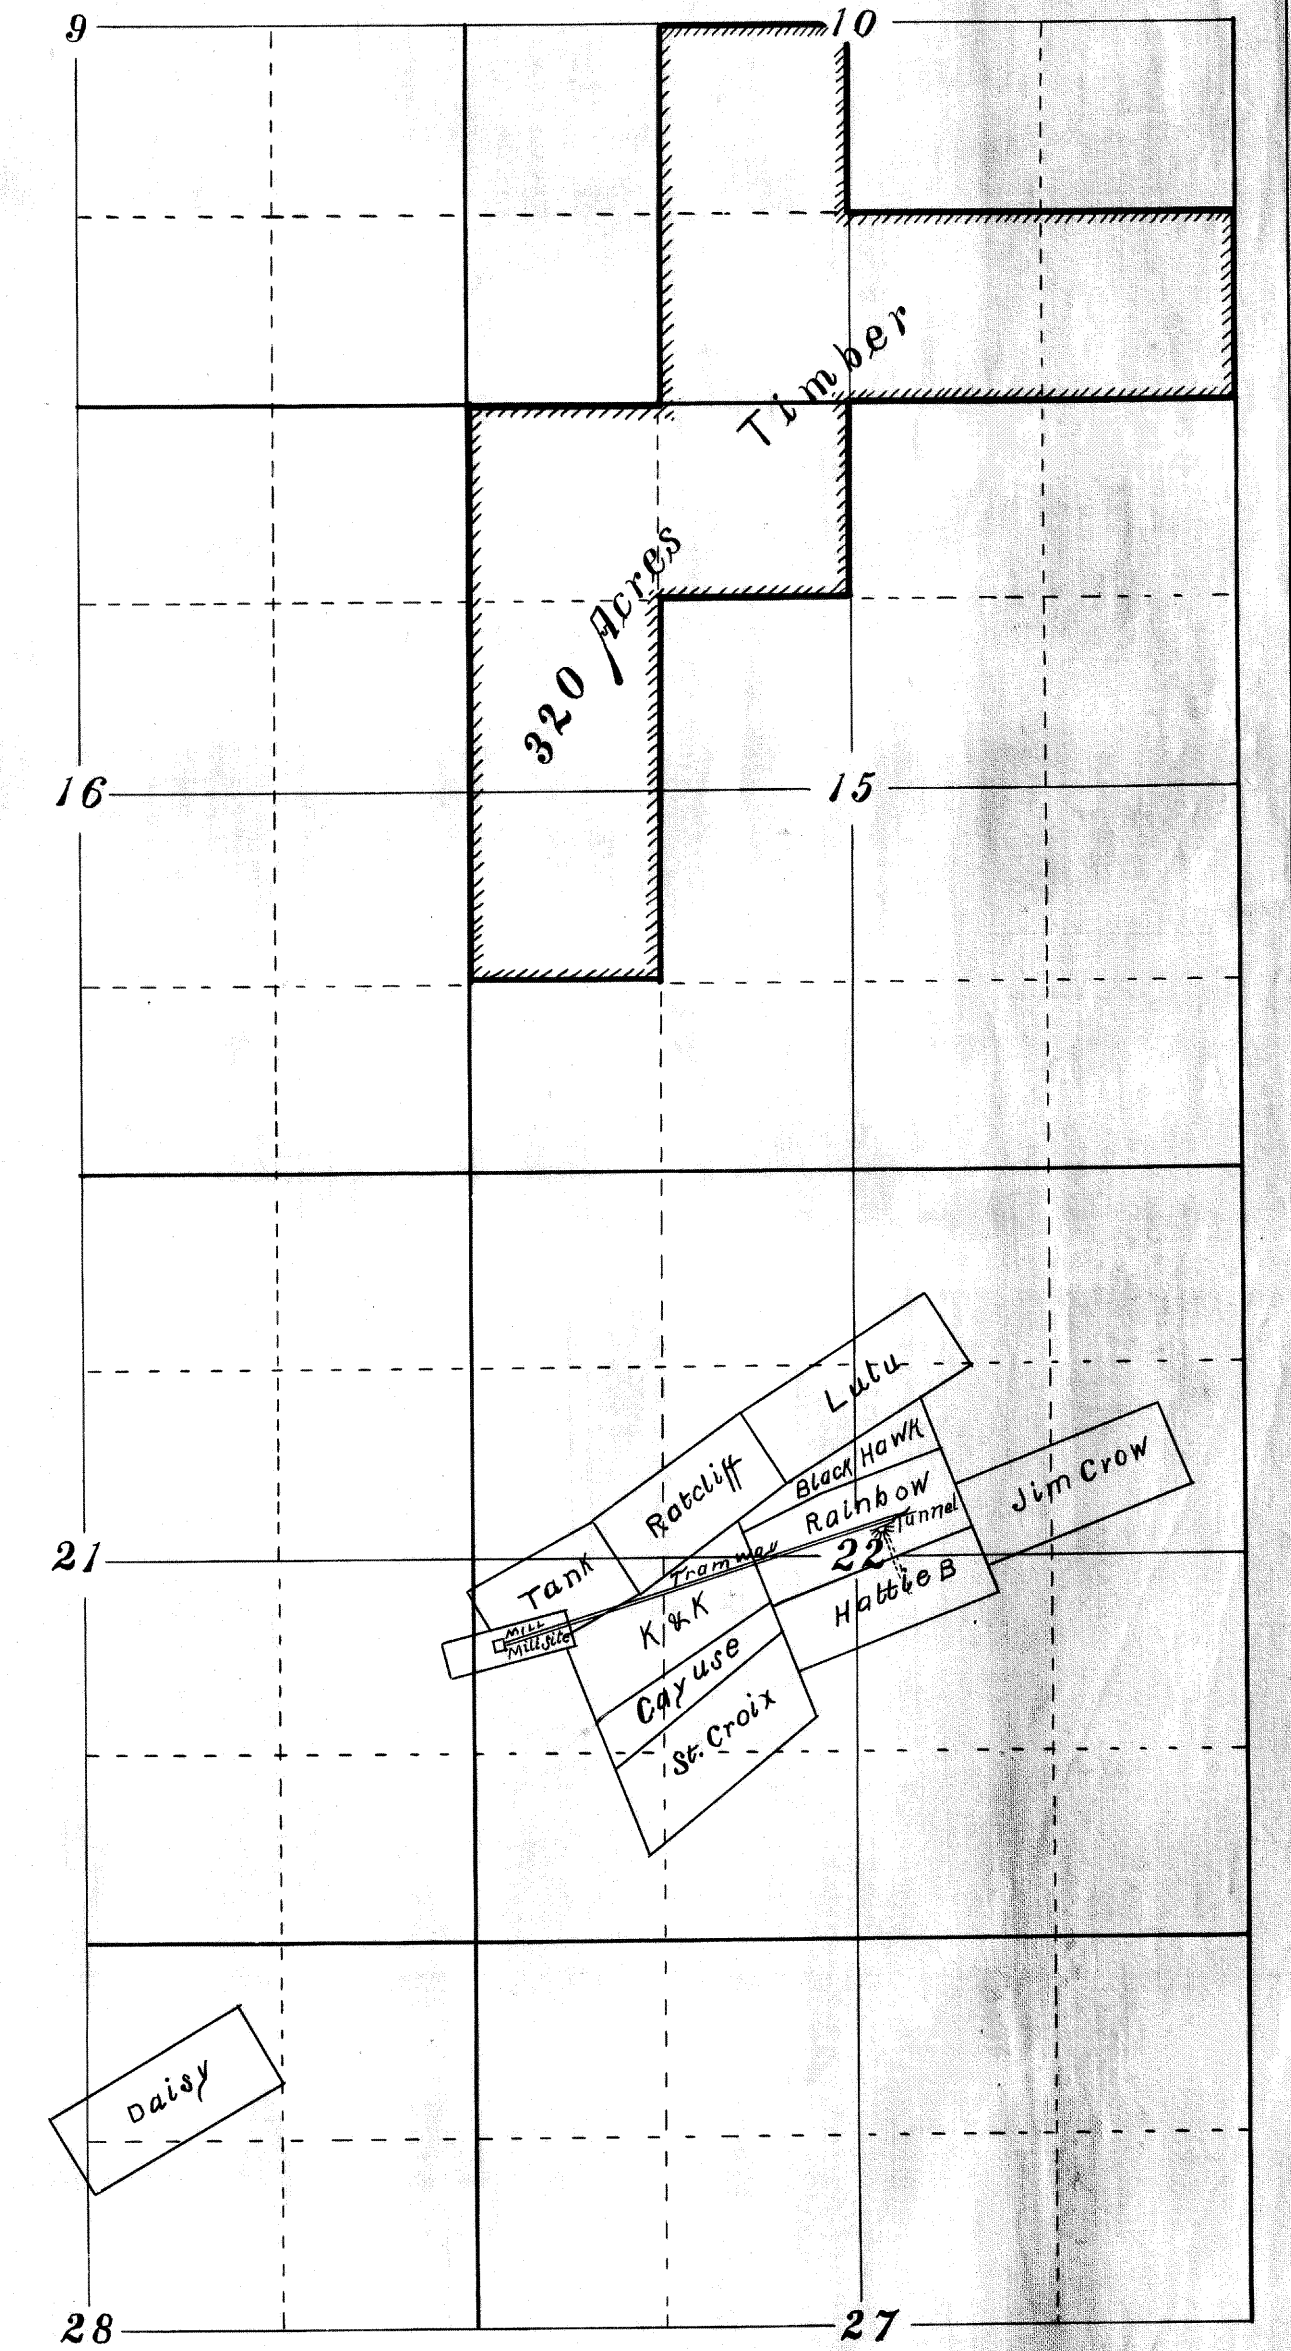 9
10
Timber
320 Acres
16
15
Lulu
Black Hawk
Ratcliff
Rainbow
Jim Crow
Tunnel
21
Tank
Tramway
22
Hattie B
K & K
MILL
Mill Site
Cayuse
St. Croix
Daisy
28
27